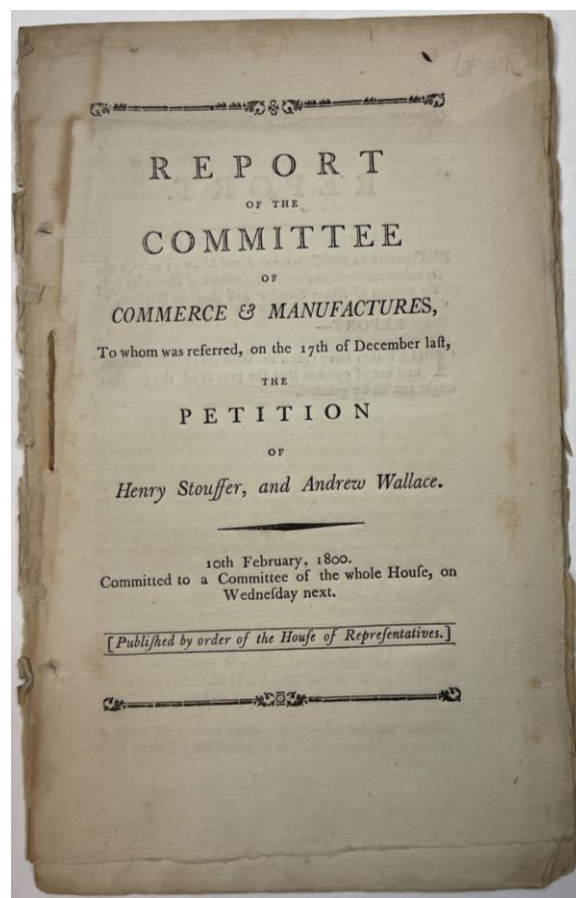 REPORT
OF THE
COMMITTEE
OF
COMMERCE & MANUFACTURES,
To whom was referred, on the 17th of December laſt,
THE
PETITION
OF
Henry Stouffer, and Andrew Wallace.
10th February, 1800.
Committed to a Committee of the whole Houſe, on
Wedneſday next.
[Publiſhed by order of the Houſe of Repreſentatives.]